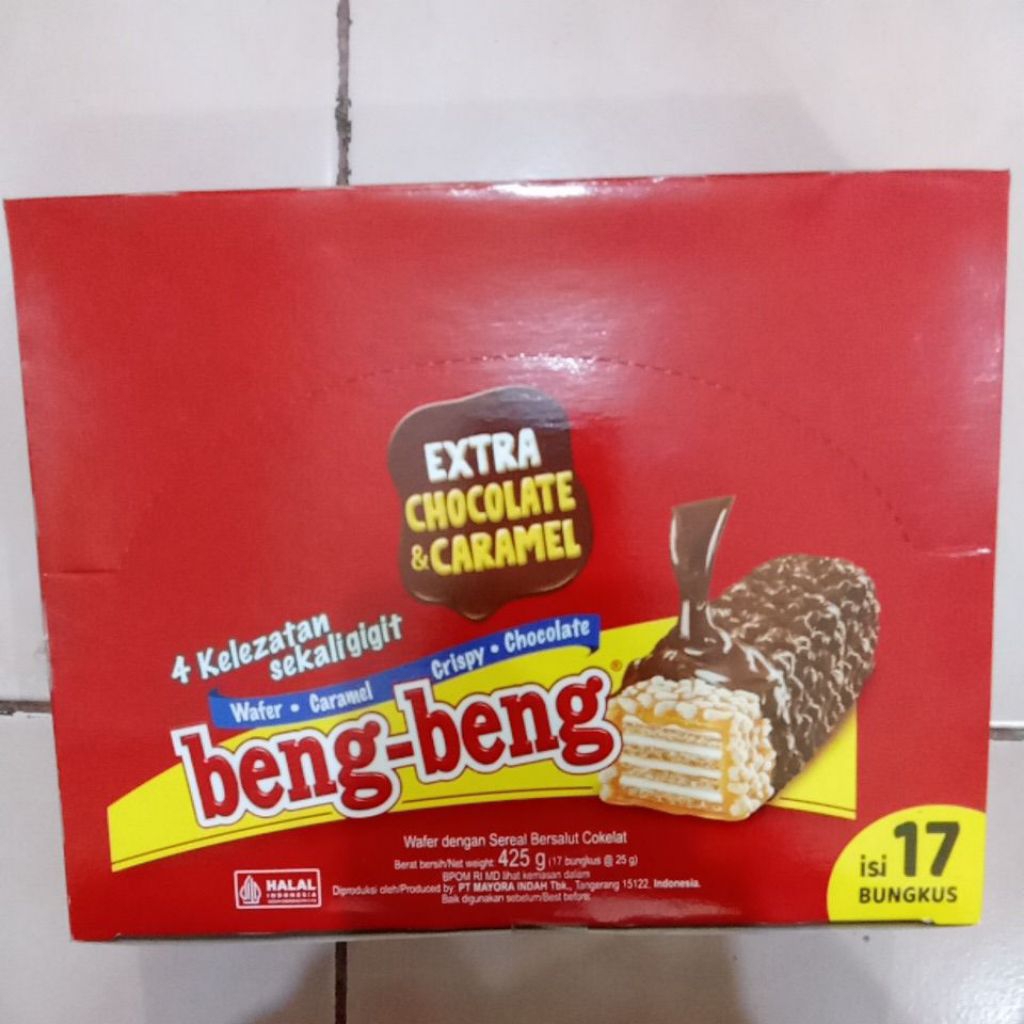 EXTRA
CHOCOLATE
&CARAMEL
4 Kelezatan
sekaligigit
Wafer • Caramel Crispy • Chocolate
beng-beng®
Wafer dengan Sereal Bersalut Cokelat
Berat bersih/Net weight 425 g (17 bungkus @ 25 g)
BPOM RI MD lihat kemasan dalam
Diproduksi oleh/Produced by: PT MAYORA INDAH Tbk., Tangerang 15122, Indonesia.
Baik digunakan sebelum/Best before:
HALAL
INDONESIA
isi 17
BUNGKUS